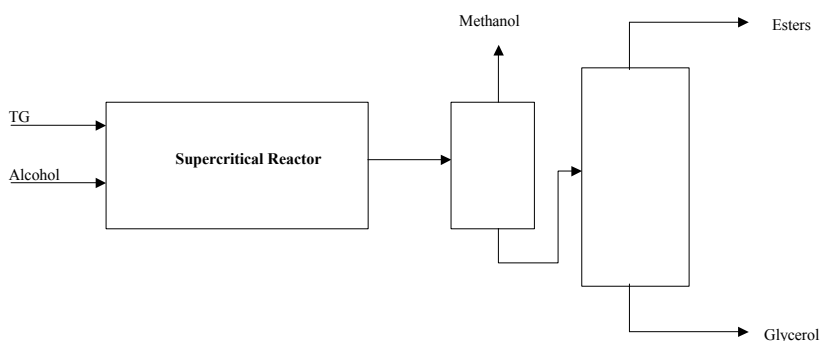 Methanol
Esters
TG
Supercritical Reactor
Alcohol
Glycerol